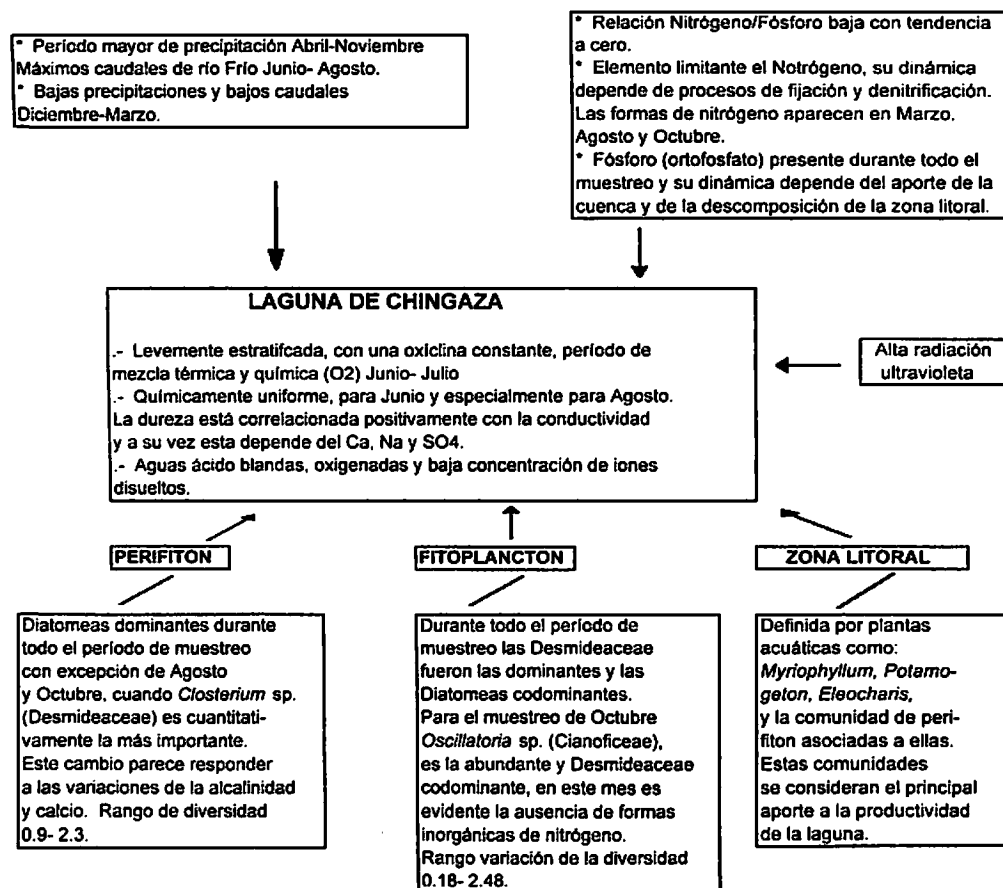 * Período mayor de precipitación Abril-Noviembre
Máximos caudales de río Frío Junio- Agosto.
* Bajas precipitaciones y bajos caudales
Diciembre-Marzo.
* Relación Nitrógeno/Fósforo baja con tendencia
a cero.
* Elemento limitante el Notrógeno, su dinámica
depende de procesos de fijación y denitrificación.
Las formas de nitrógeno aparecen en Marzo,
Agosto y Octubre.
* Fósforo (ortofosfato) presente durante todo el
muestreo y su dinámica depende del aporte de la
cuenca y de la descomposición de la zona litoral.
LAGUNA DE CHINGAZA
.- Levemente estratifcada, con una oxiclina constante, período de
mezcla térmica y química (O2) Junio- Julio
.- Químicamente uniforme, para Junio y especialmente para Agosto.
La dureza está correlacionada positivamente con la conductividad
y a su vez esta depende del Ca, Na y SO4.
.- Aguas ácido blandas, oxigenadas y baja concentración de iones
disueltos.
Alta radiación
ultravioleta
PERIFITON
Diatomeas dominantes durante
todo el período de muestreo
con excepción de Agosto
y Octubre, cuando Closterium sp.
(Desmideaceae) es cuantitati-
vamente la más importante.
Este cambio parece responder
a las variaciones de la alcalinidad
y calcio. Rango de diversidad
0.9- 2.3.
FITOPLANCTON
Durante todo el período de
muestreo las Desmideaceae
fueron las dominantes y las
Diatomeas codominantes.
Para el muestreo de Octubre
Oscillatoria sp. (Cianoficeae),
es la abundante y Desmideaceae
codominante, en este mes es
evidente la ausencia de formas
inorgánicas de nitrógeno.
Rango variación de la diversidad
0.18- 2.48.
ZONA LITORAL
Definida por plantas
acuáticas como:
Myriophyllum, Potamo-
geton, Eleocharis,
y la comunidad de peri-
fiton asociadas a ellas.
Estas comunidades
se consideran el principal
aporte a la productividad
de la laguna.